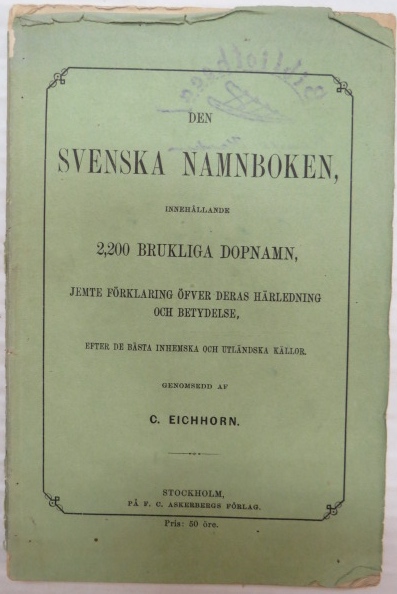 Bibliotheca
DEN
SVENSKA NAMNBOKEN,
INNEHÅLLANDE
2,200 BRUKLIGA DOPNAMN,
JEMTE FÖRKLARING ÖFVER DERAS HÄRLEDNING
OCH BETYDELSE,
EFTER DE BÄSTA INHEMSKA OCH UTLÄNDSKA KÄLLOR.
GENOMSEDD AF
C. EICHHORN.
STOCKHOLM,
PÅ F. C. ASKERBERGS FÖRLAG.
Pris: 50 öre.